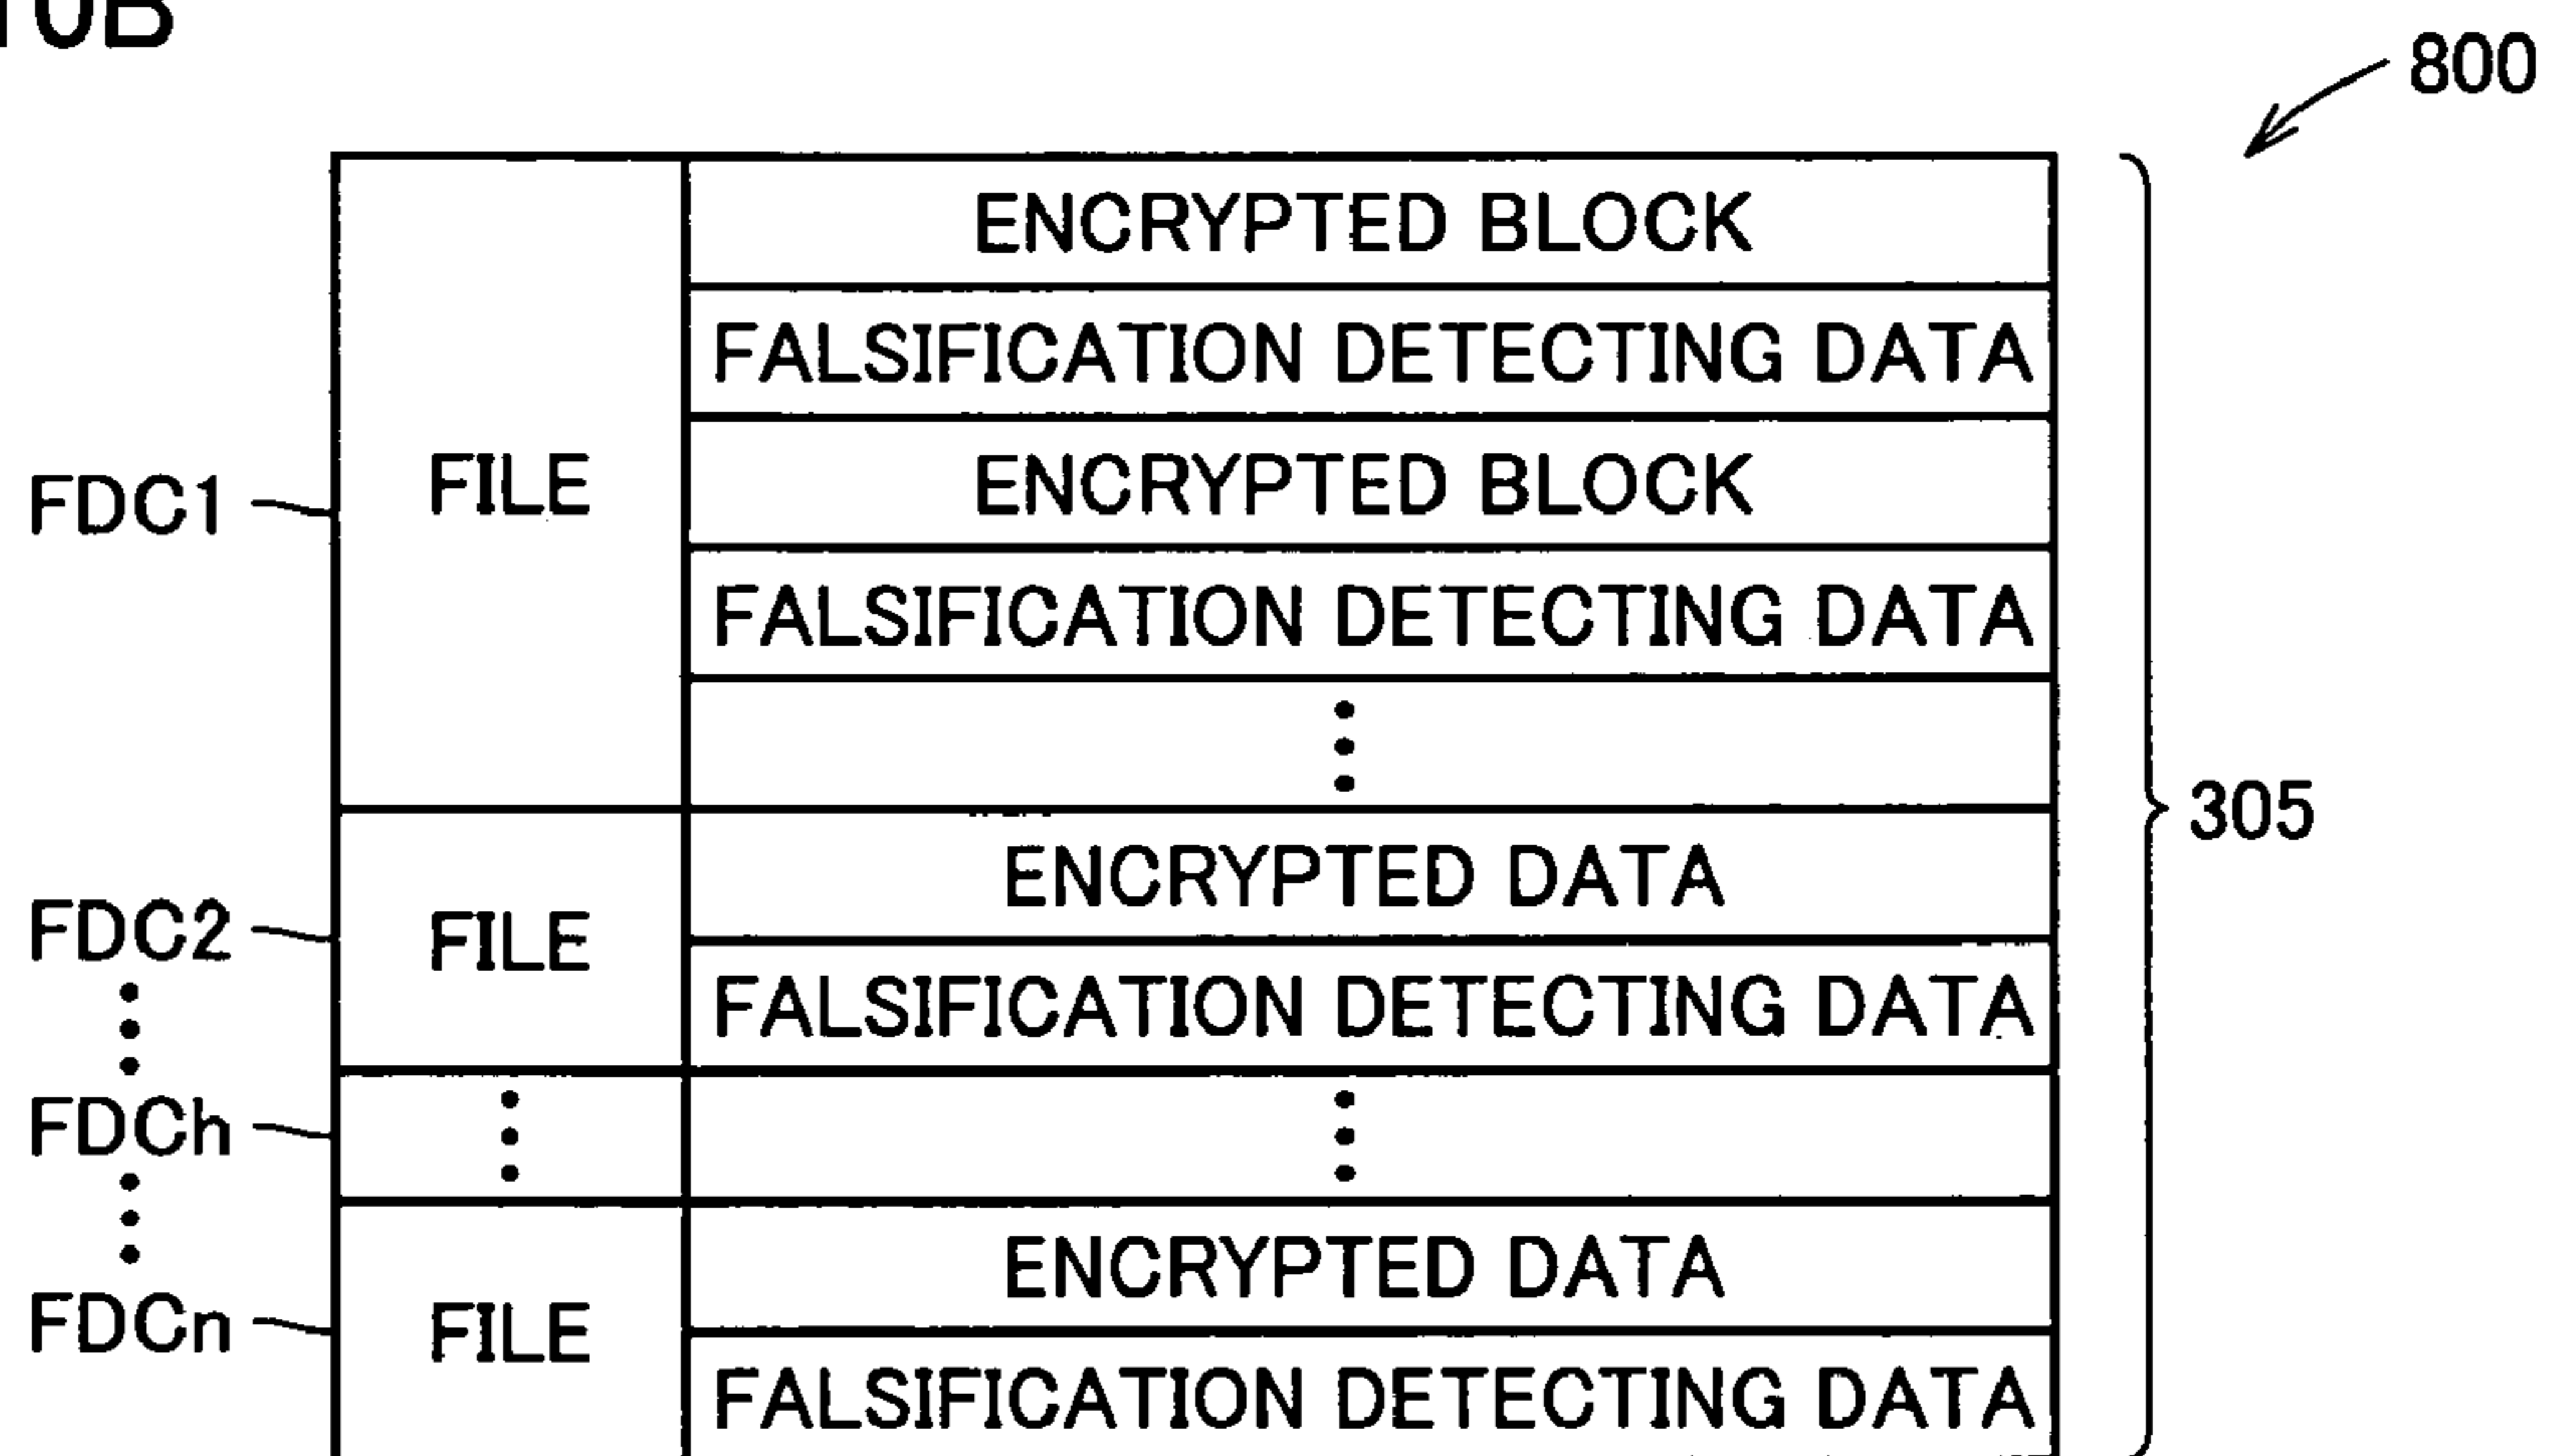 10B
800
ENCRYPTED BLOCK
FALSIFICATION DETECTING DATA
FDC1
FILE
ENCRYPTED BLOCK
FALSIFICATION DETECTING DATA
305
ENCRYPTED DATA
FDC2
FILE
FALSIFICATION DETECTING DATA
FDCh
ENCRYPTED DATA
FDCn
FILE
FALSIFICATION DETECTING DATA